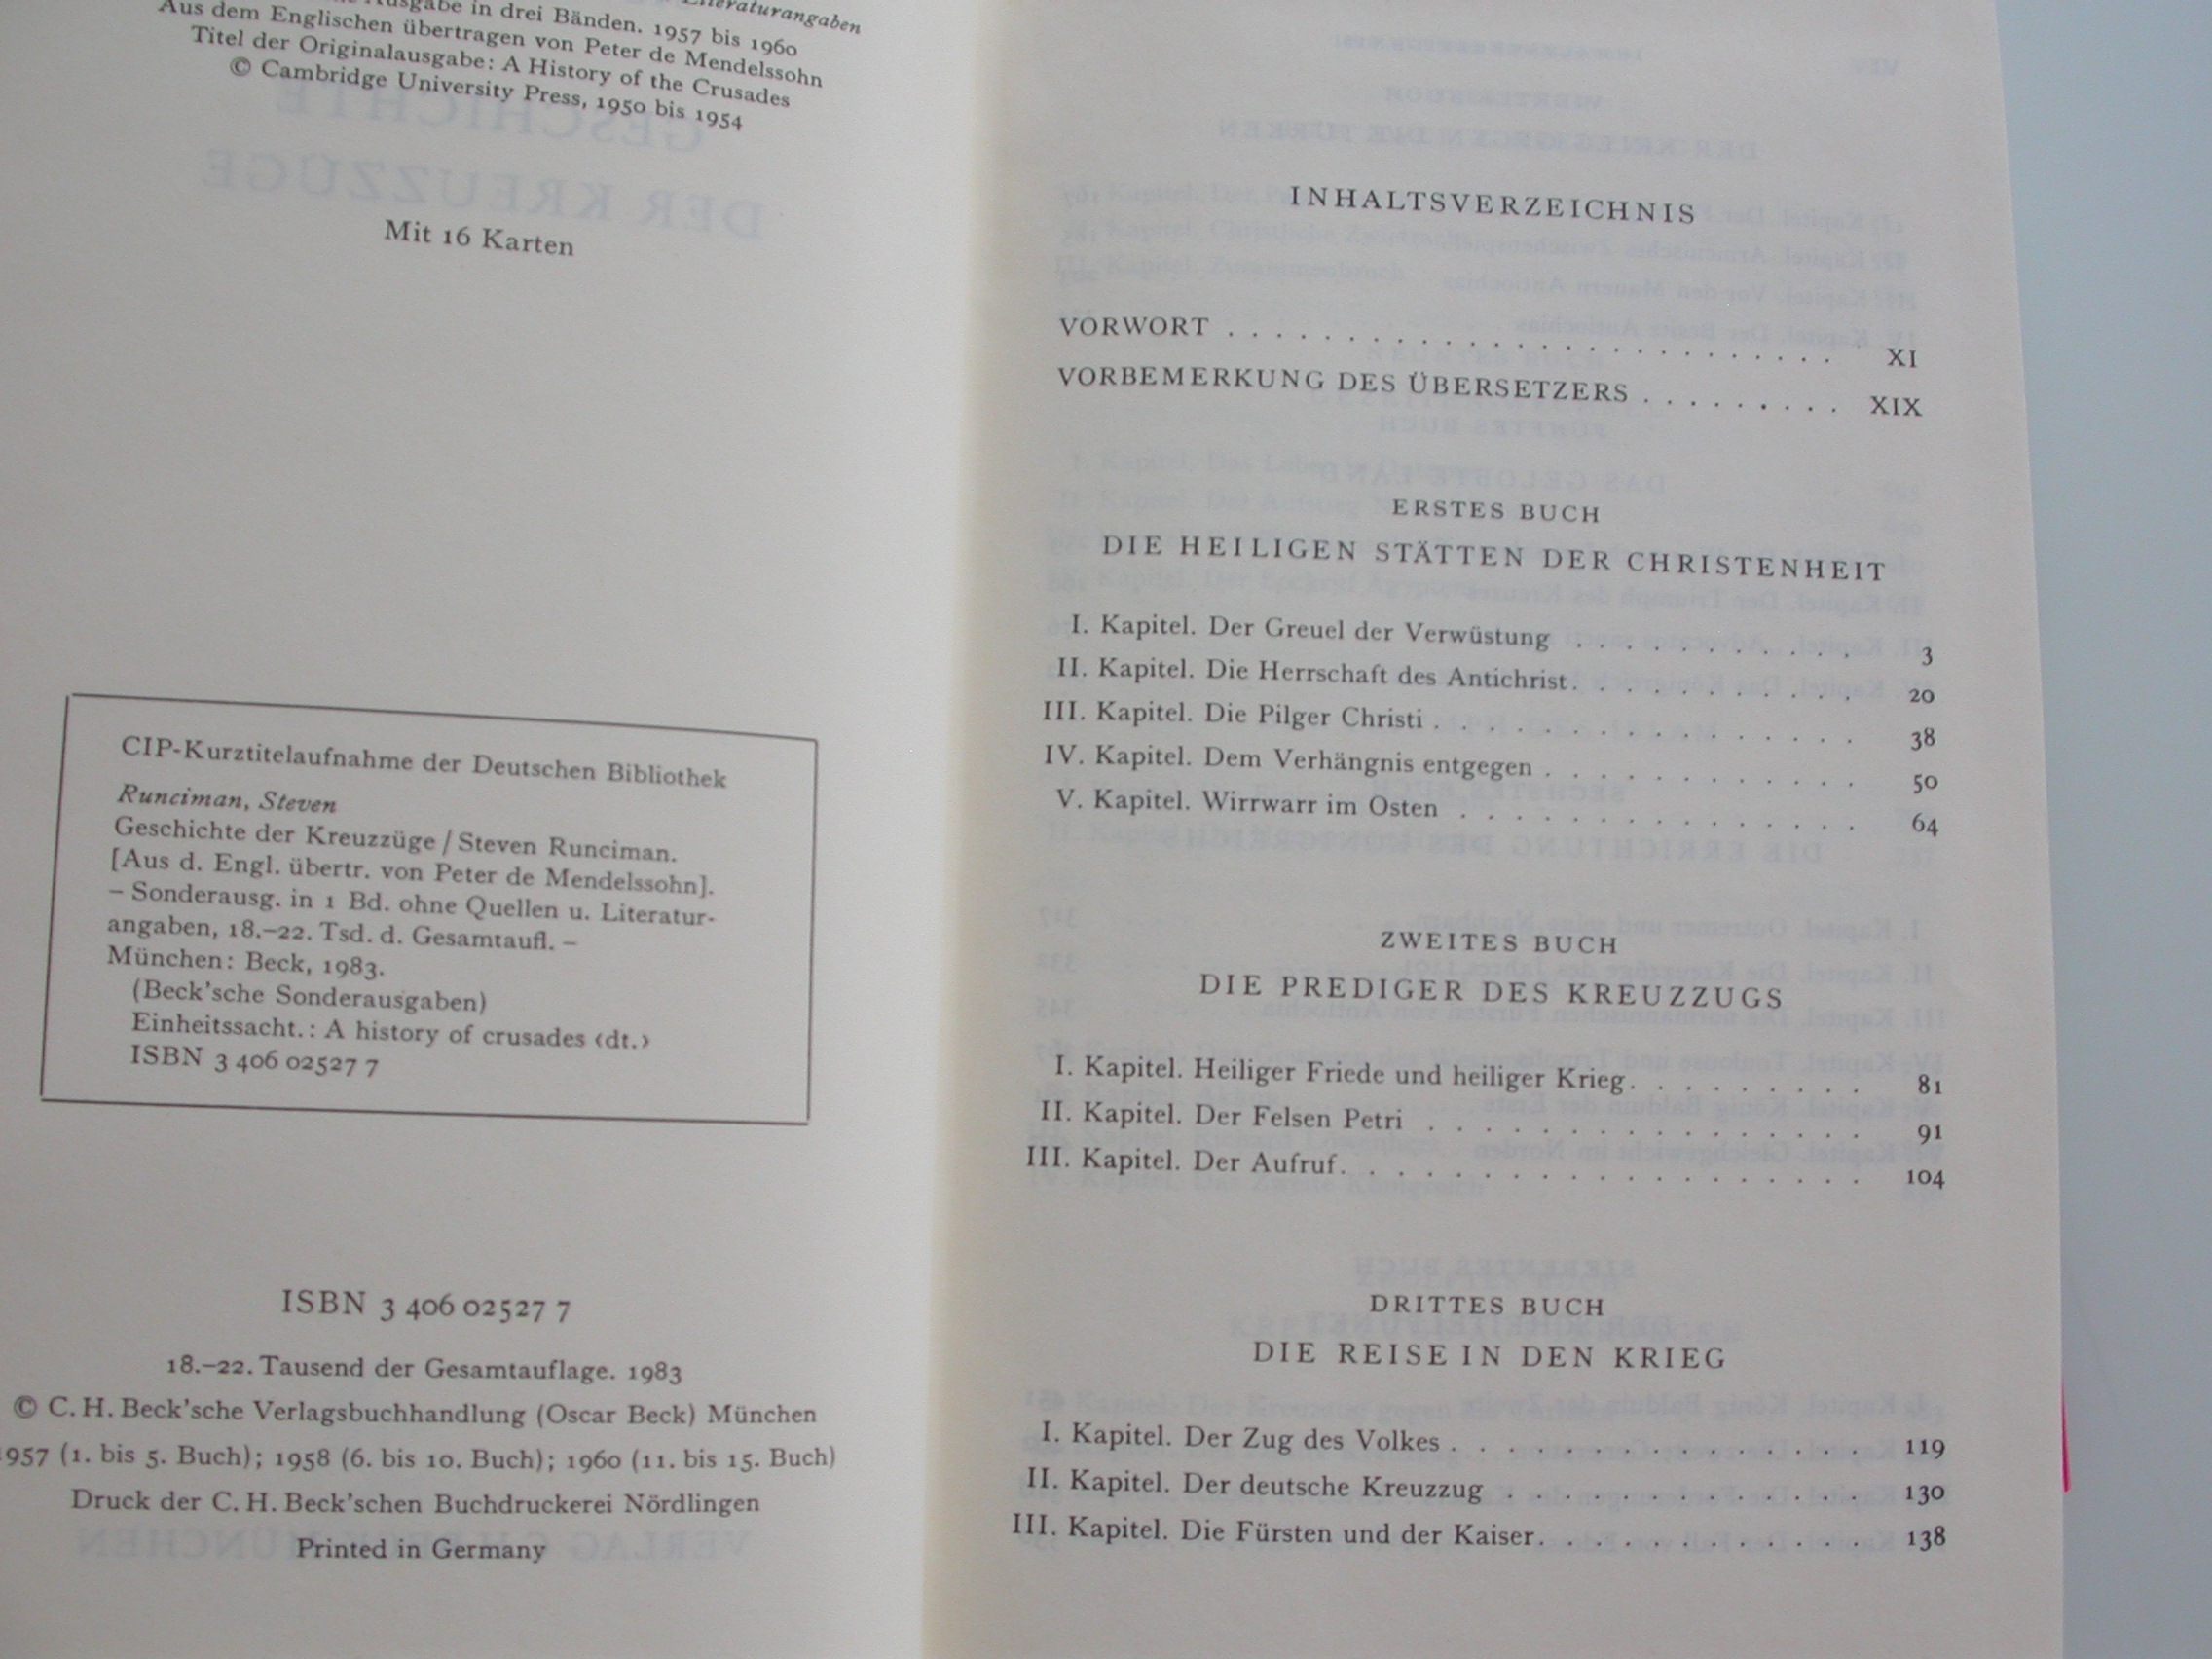 Ausgabe in drei Bänden. 1957 bis 1960
Literaturangaben
Aus dem Englischen übertragen von Peter de Mendelssohn
Titel der Originalausgabe: A History of the Crusades
© Cambridge University Press, 1950 bis 1954
Mit 16 Karten
CIP-Kurztitelaufnahme der Deutschen Bibliothek
Runciman, Steven
Geschichte der Kreuzzüge / Steven Runciman.
[Aus d. Engl. übertr. von Peter de Mendelssohn].
– Sonderausg. in 1 Bd. ohne Quellen u. Literatur-
angaben, 18.–22. Tsd. d. Gesamtaufl. –
München: Beck, 1983.
(Beck'sche Sonderausgaben)
Einheitssacht.: A history of crusades ‹dt.›
ISBN 3 406 02527 7
ISBN 3 406 02527 7
18.–22. Tausend der Gesamtauflage. 1983
© C. H. Beck'sche Verlagsbuchhandlung (Oscar Beck) München
957 (1. bis 5. Buch); 1958 (6. bis 10. Buch); 1960 (11. bis 15. Buch)
Druck der C. H. Beck'schen Buchdruckerei Nördlingen
Printed in Germany
INHALTSVERZEICHNIS
VORWORT . . . . . . . . . . . . . . . . . . . . . . XI
VORBEMERKUNG DES ÜBERSETZERS . . . . . . . . . XIX
ERSTES BUCH
DIE HEILIGEN STÄTTEN DER CHRISTENHEIT
I. Kapitel. Der Greuel der Verwüstung . . . . . . . . . . . 3
II. Kapitel. Die Herrschaft des Antichrist. . . . . . . . . . . 20
III. Kapitel. Die Pilger Christi . . . . . . . . . . . . . . . . 38
IV. Kapitel. Dem Verhängnis entgegen . . . . . . . . . . . . 50
V. Kapitel. Wirrwarr im Osten . . . . . . . . . . . . . . . 64
ZWEITES BUCH
DIE PREDIGER DES KREUZZUGS
I. Kapitel. Heiliger Friede und heiliger Krieg. . . . . . . . . 81
II. Kapitel. Der Felsen Petri . . . . . . . . . . . . . . . . 91
III. Kapitel. Der Aufruf. . . . . . . . . . . . . . . . . . . 104
DRITTES BUCH
DIE REISE IN DEN KRIEG
I. Kapitel. Der Zug des Volkes . . . . . . . . . . . . . . . 119
II. Kapitel. Der deutsche Kreuzzug . . . . . . . . . . . . . 130
III. Kapitel. Die Fürsten und der Kaiser. . . . . . . . . . . . 138